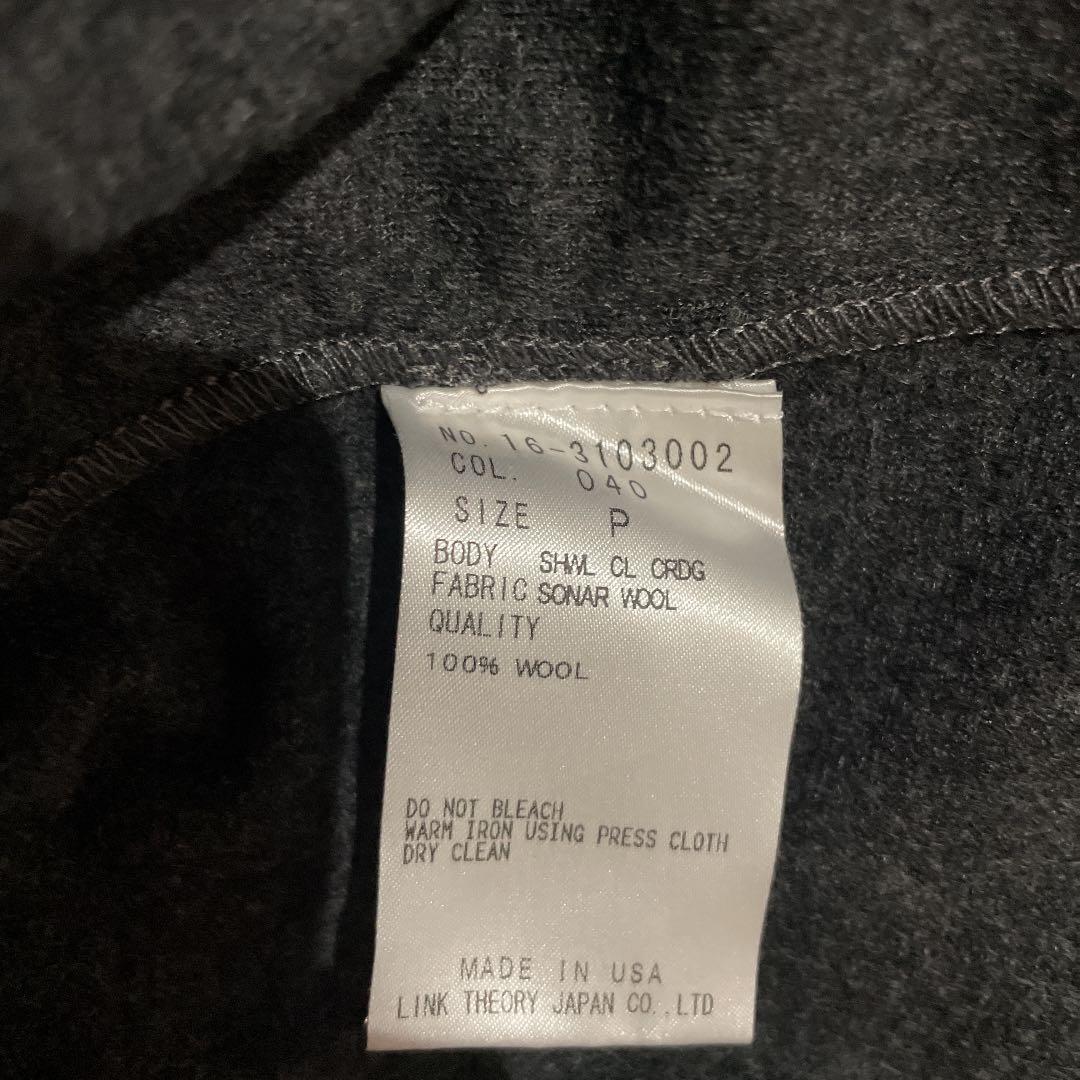 NO. 16-3103002
COL. 040
SIZE P
BODY SHWL CL CRDG
FABRIC SONAR WOOL
QUALITY
100% WOOL
DO NOT BLEACH
WARM IRON USING PRESS CLOTH
DRY CLEAN
MADE IN USA
LINK THEORY JAPAN CO.,LTD